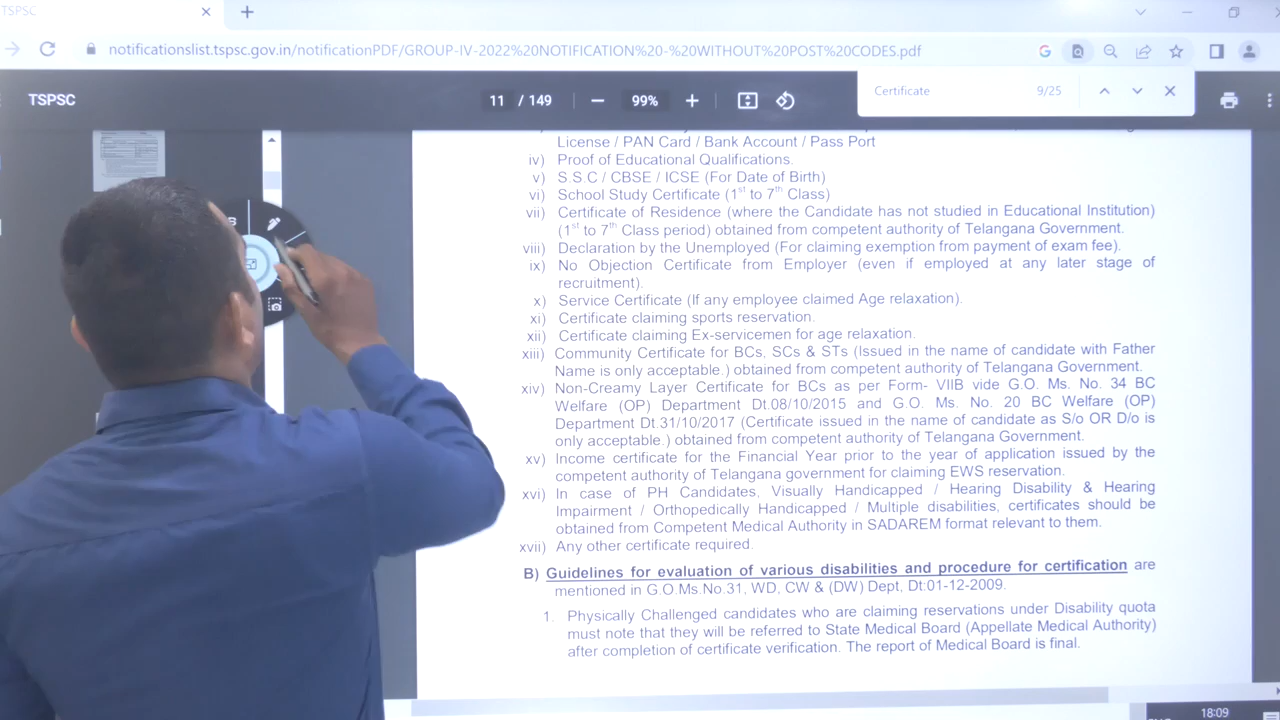 TSPSC
notificationslist.tspsc.gov.in/notificationPDF/GROUP-IV-2022%20NOTIFICATION%20-%20WITHOUT%20POST%20CODES.pdf
TSPSC
11 / 149
99%
Certificate
9/25
License / PAN Card / Bank Account / Pass Port
iv) Proof of Educational Qualifications.
v) S.S.C / CBSE / ICSE (For Date of Birth)
vi) School Study Certificate (1st to 7th Class)
vii) Certificate of Residence (where the Candidate has not studied in Educational Institution)
(1st to 7th Class period) obtained from competent authority of Telangana Government.
viii) Declaration by the Unemployed (For claiming exemption from payment of exam fee).
ix) No Objection Certificate from Employer (even if employed at any later stage of
recruitment).
x) Service Certificate (If any employee claimed Age relaxation).
xi) Certificate claiming sports reservation.
xii) Certificate claiming Ex-servicemen for age relaxation.
xiii) Community Certificate for BCs, SCs & STs (Issued in the name of candidate with Father
Name is only acceptable.) obtained from competent authority of Telangana Government.
xiv) Non-Creamy Layer Certificate for BCs as per Form- VIIB vide G.O. Ms. No. 34 BC
Welfare (OP) Department Dt.08/10/2015 and G.O. Ms. No. 20 BC Welfare (OP)
Department Dt.31/10/2017 (Certificate issued in the name of candidate as S/o OR D/o is
only acceptable.) obtained from competent authority of Telangana Government.
xv) Income certificate for the Financial Year prior to the year of application issued by the
competent authority of Telangana government for claiming EWS reservation.
xvi) In case of PH Candidates, Visually Handicapped / Hearing Disability & Hearing
Impairment / Orthopedically Handicapped / Multiple disabilities, certificates should be
obtained from Competent Medical Authority in SADAREM format relevant to them.
xvii) Any other certificate required.
B) Guidelines for evaluation of various disabilities and procedure for certification are
mentioned in G.O.Ms.No.31, WD, CW & (DW) Dept, Dt:01-12-2009.
1. Physically Challenged candidates who are claiming reservations under Disability quota
must note that they will be referred to State Medical Board (Appellate Medical Authority)
after completion of certificate verification. The report of Medical Board is final.
18:09